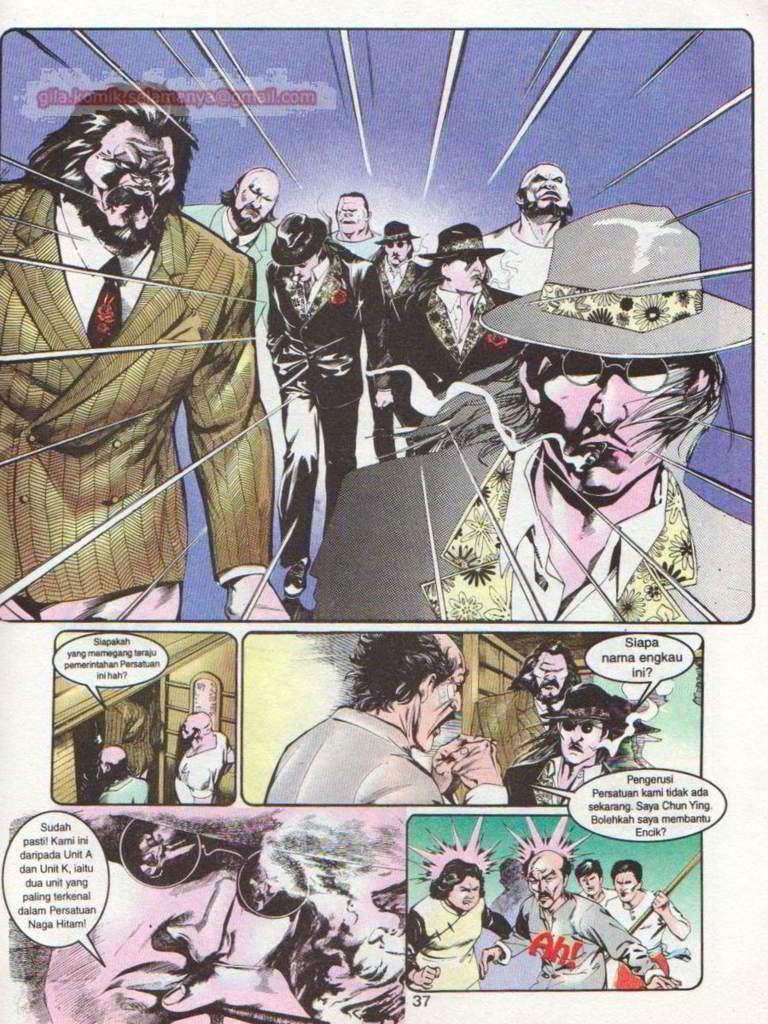 gila.komik.selamanya@gmail.com
Siapakah
yang memegang teraju
pemerintahan Persatuan
ini hah?
Siapa
nama engkau
ini?
Pengerusi
Persatuan kami tidak ada
sekarang. Saya Chun Ying.
Bolehkah saya membantu
Encik?
Sudah
pasti! Kami ini
daripada Unit A
dan Unit K, iaitu
dua unit yang
paling terkenal
dalam Persatuan
Naga Hitam!
Ah!
37